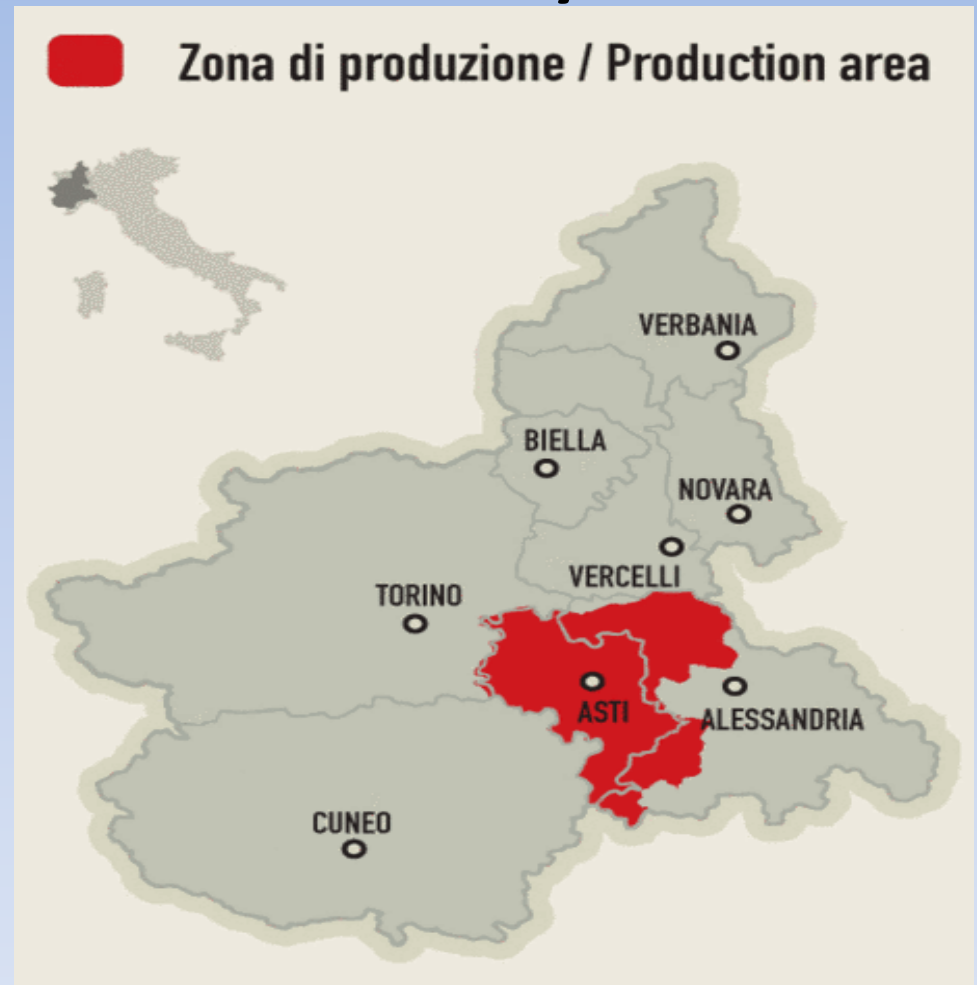 Zona di produzione / Production area
VERBANIA
BIELLA
NOVARA
VERCELLI
TORINO
ASTI
ALESSANDRIA
CUNEO